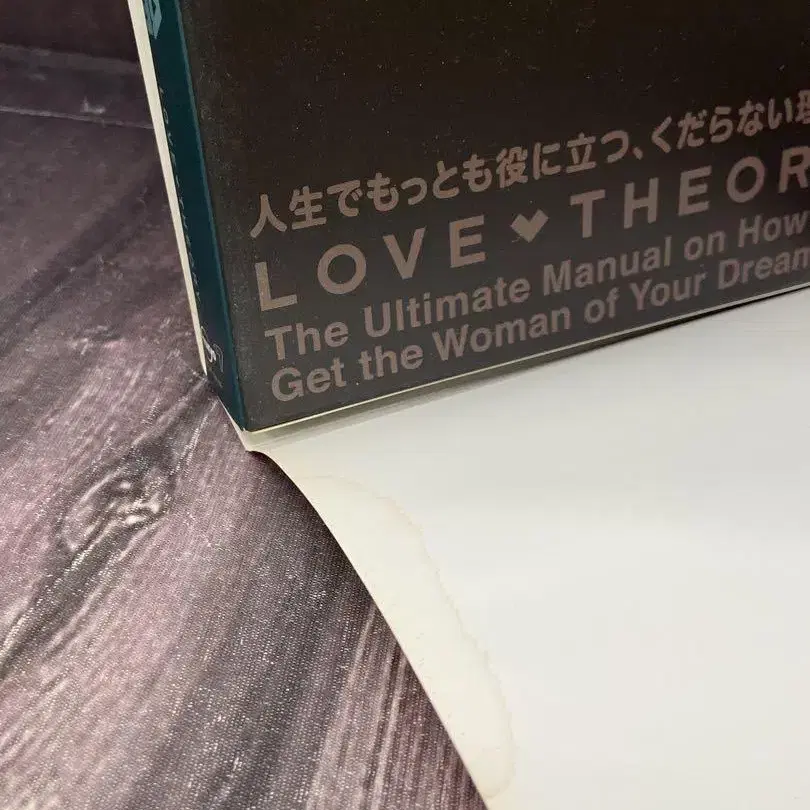 人生でもっとも役に立つ、くだらない理
LOVE♥THEOR
The Ultimate Manual on How
Get the Woman of Your Dream